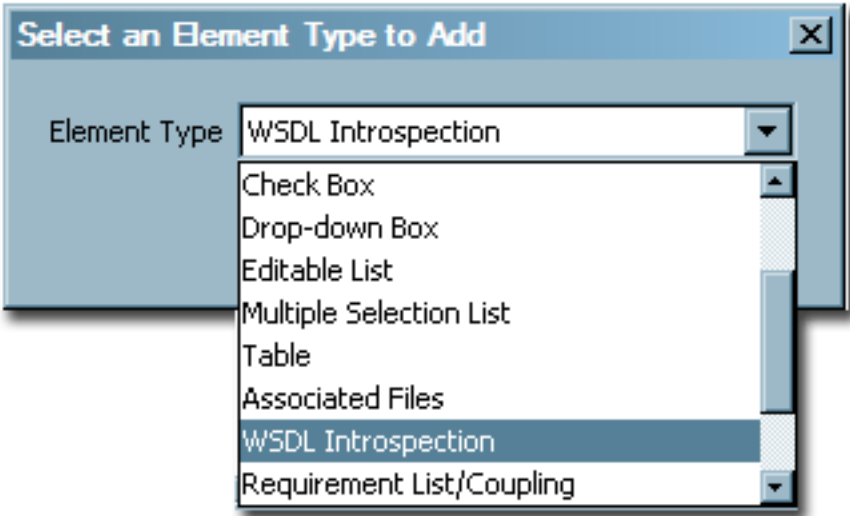 Select an Element Type to Add
Element Type WSDL Introspection
Check Box
Drop-down Box
Editable List
Multiple Selection List
Table
Associated Files
WSDL Introspection
Requirement List/Coupling